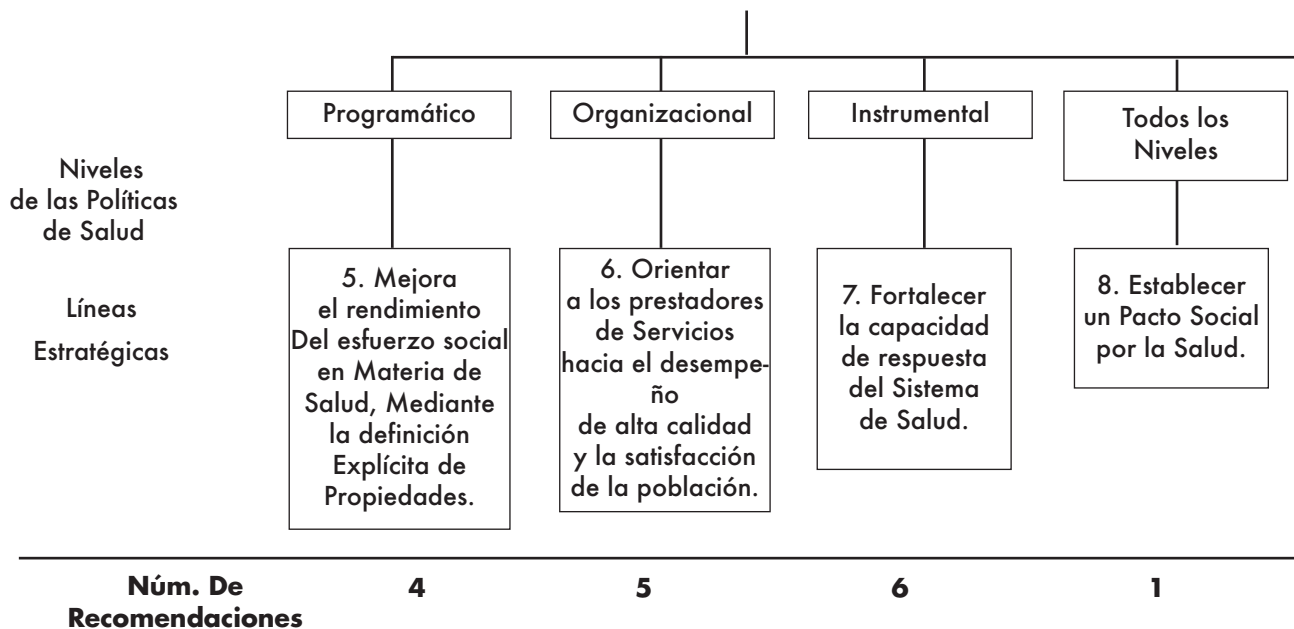 Programático
Organizacional
Instrumental
Todos los
Niveles
Niveles
de las Políticas
de Salud
Líneas
Estratégicas
5. Mejora
el rendimiento
Del esfuerzo social
en Materia de
Salud, Mediante
la definición
Explícita de
Propiedades.
6. Orientar
a los prestadores
de Servicios
hacia el desempe-
ño
de alta calidad
y la satisfacción
de la población.
7. Fortalecer
la capacidad
de respuesta
del Sistema
de Salud.
8. Establecer
un Pacto Social
por la Salud.
Núm. De
Recomendaciones
4
5
6
1